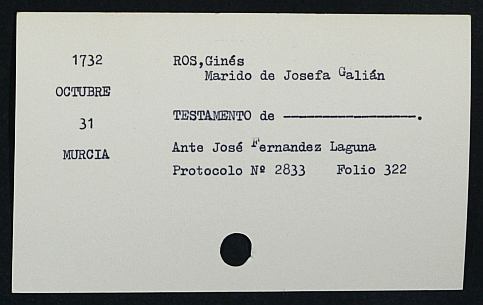 1732
OCTUBRE
31
MURCIA
ROS,Ginés
Marido de Josefa Galián
TESTAMENTO de -----------------.
Ante José Fernandez Laguna
Protocolo Nº 2833 Folio 322